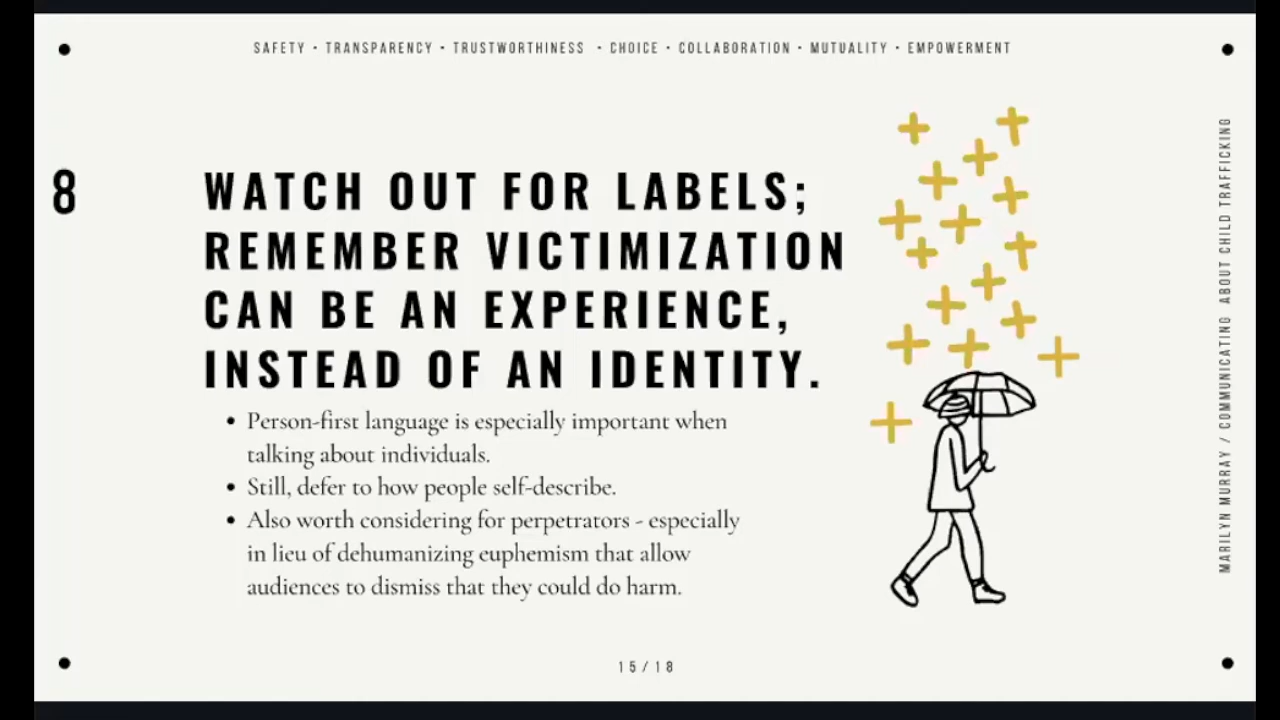 SAFETY • TRANSPARENCY • TRUSTWORTHINESS • CHOICE • COLLABORATION • MUTUALITY • EMPOWERMENT
8
WATCH OUT FOR LABELS;
REMEMBER V CTIMIZATION
CAN BE AN EXPERIENCE,
INSTEAD OF AN IDENTITY.
• Person-first language is especially important when
talking about individuals.
• Still, defer to how people self-describe.
• Also worth considering for perpetrators - especially
in lieu of dehumanizing euphemism that allow
audiences to dismiss that they could do harm.
15/18
MARILYN MURRAY / COMMUNICATING ABOUT CHILD TRAFFICKING